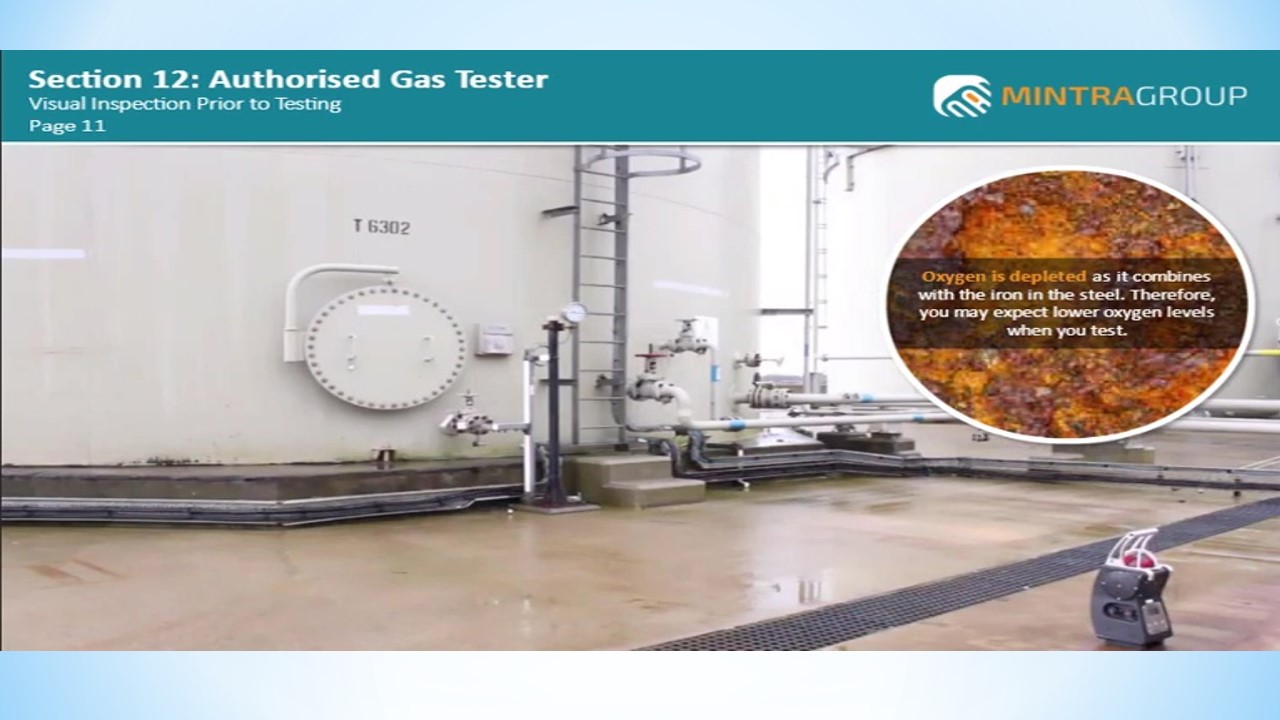 Section 12: Authorised Gas Tester
Visual Inspection Prior to Testing
Page 11
MINTRAGROUP
T 6302
Oxygen is depleted as it combines
with the iron in the steel. Therefore,
you may expect lower oxygen levels
when you test.